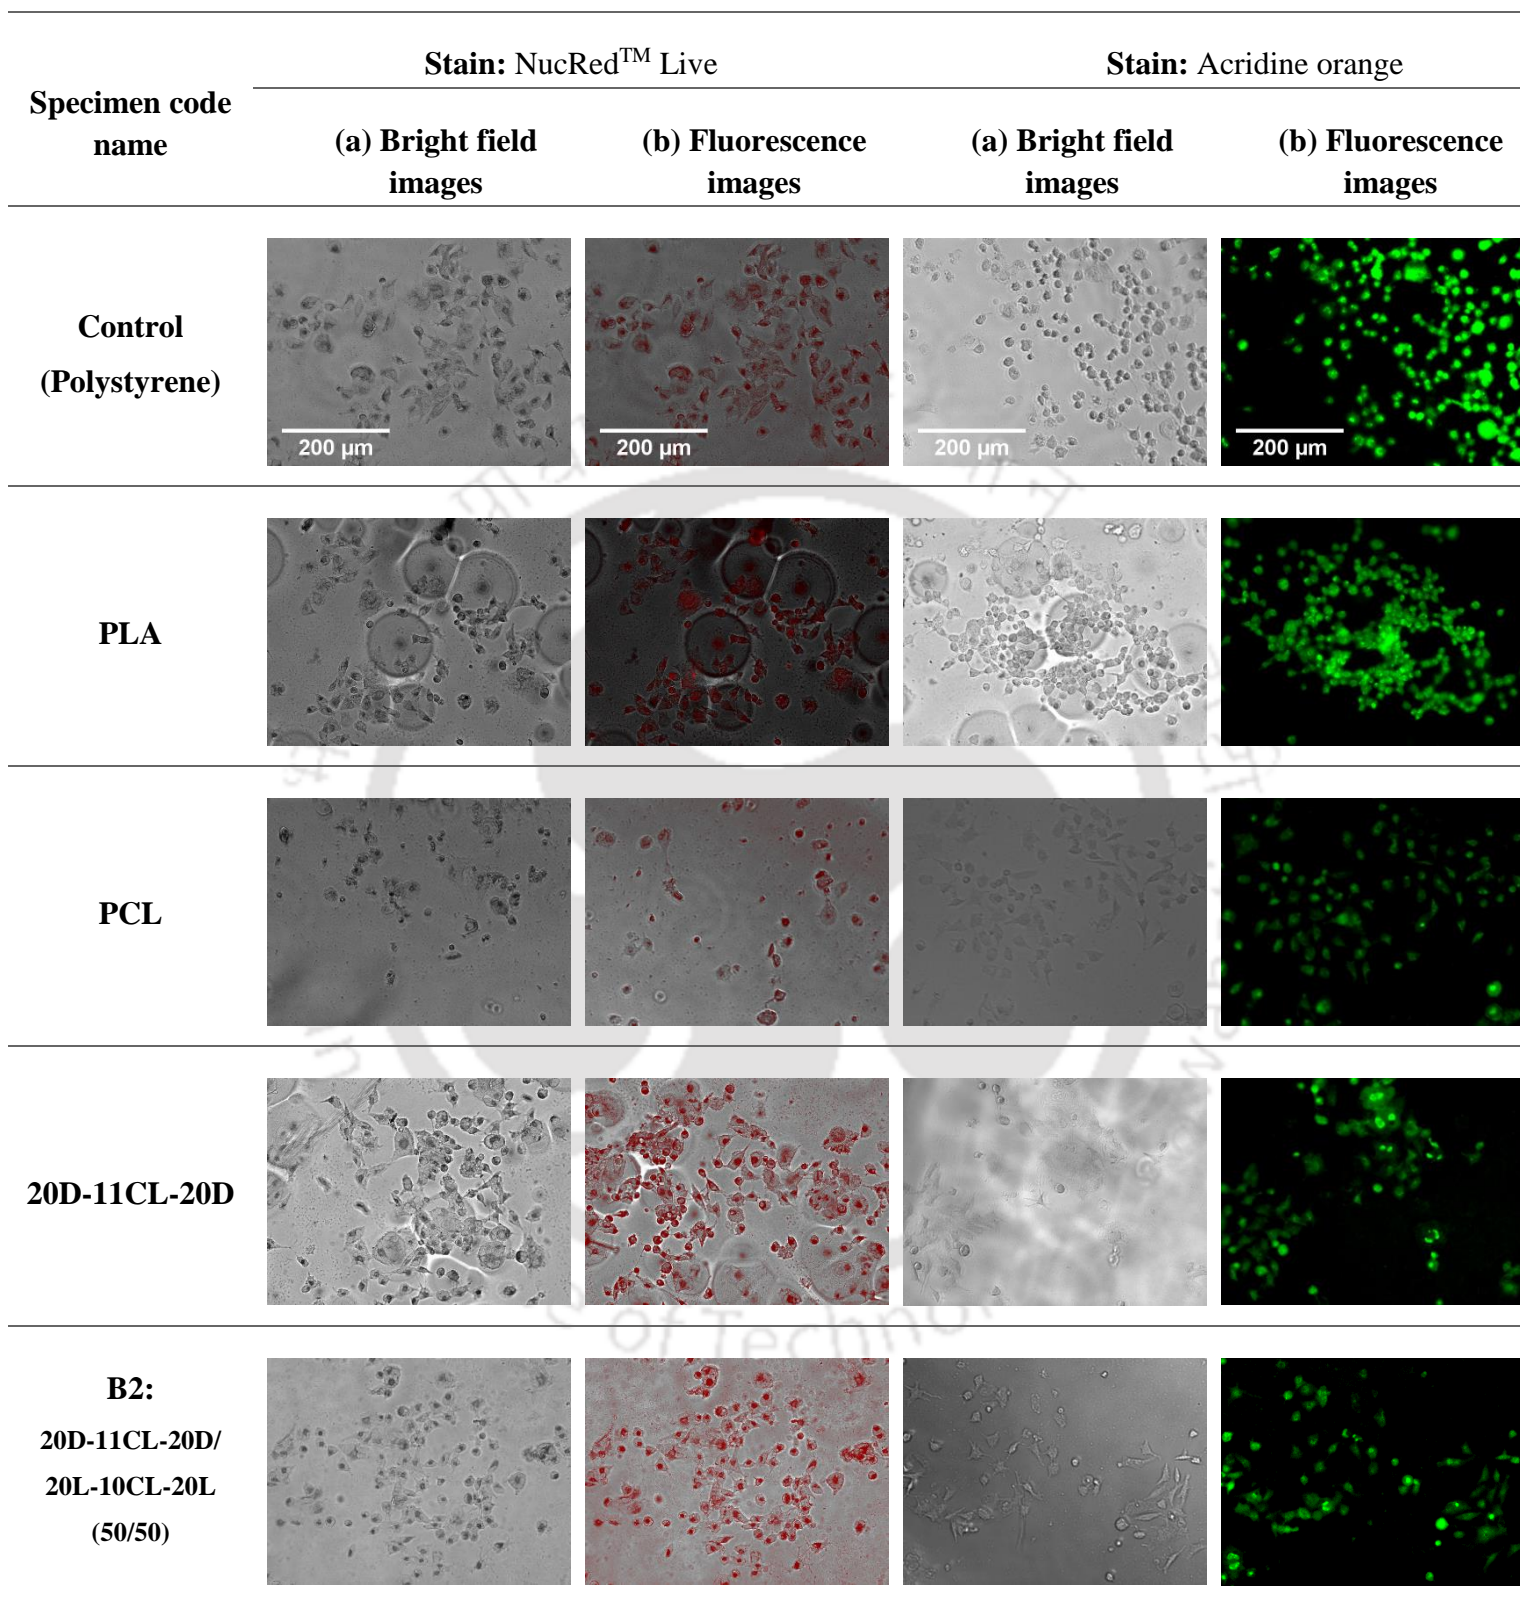 Stain: NucRed™ Live
Stain: Acridine orange
Specimen code
name
(a) Bright field
images
(b) Fluorescence
images
(a) Bright field
images
(b) Fluorescence
images
Control
(Polystyrene)
200 µm
200 µm
200 µm
200 µm
PLA
PCL
20D-11CL-20D
of Technolo
B2:
20D-11CL-20D/
20L-10CL-20L
(50/50)